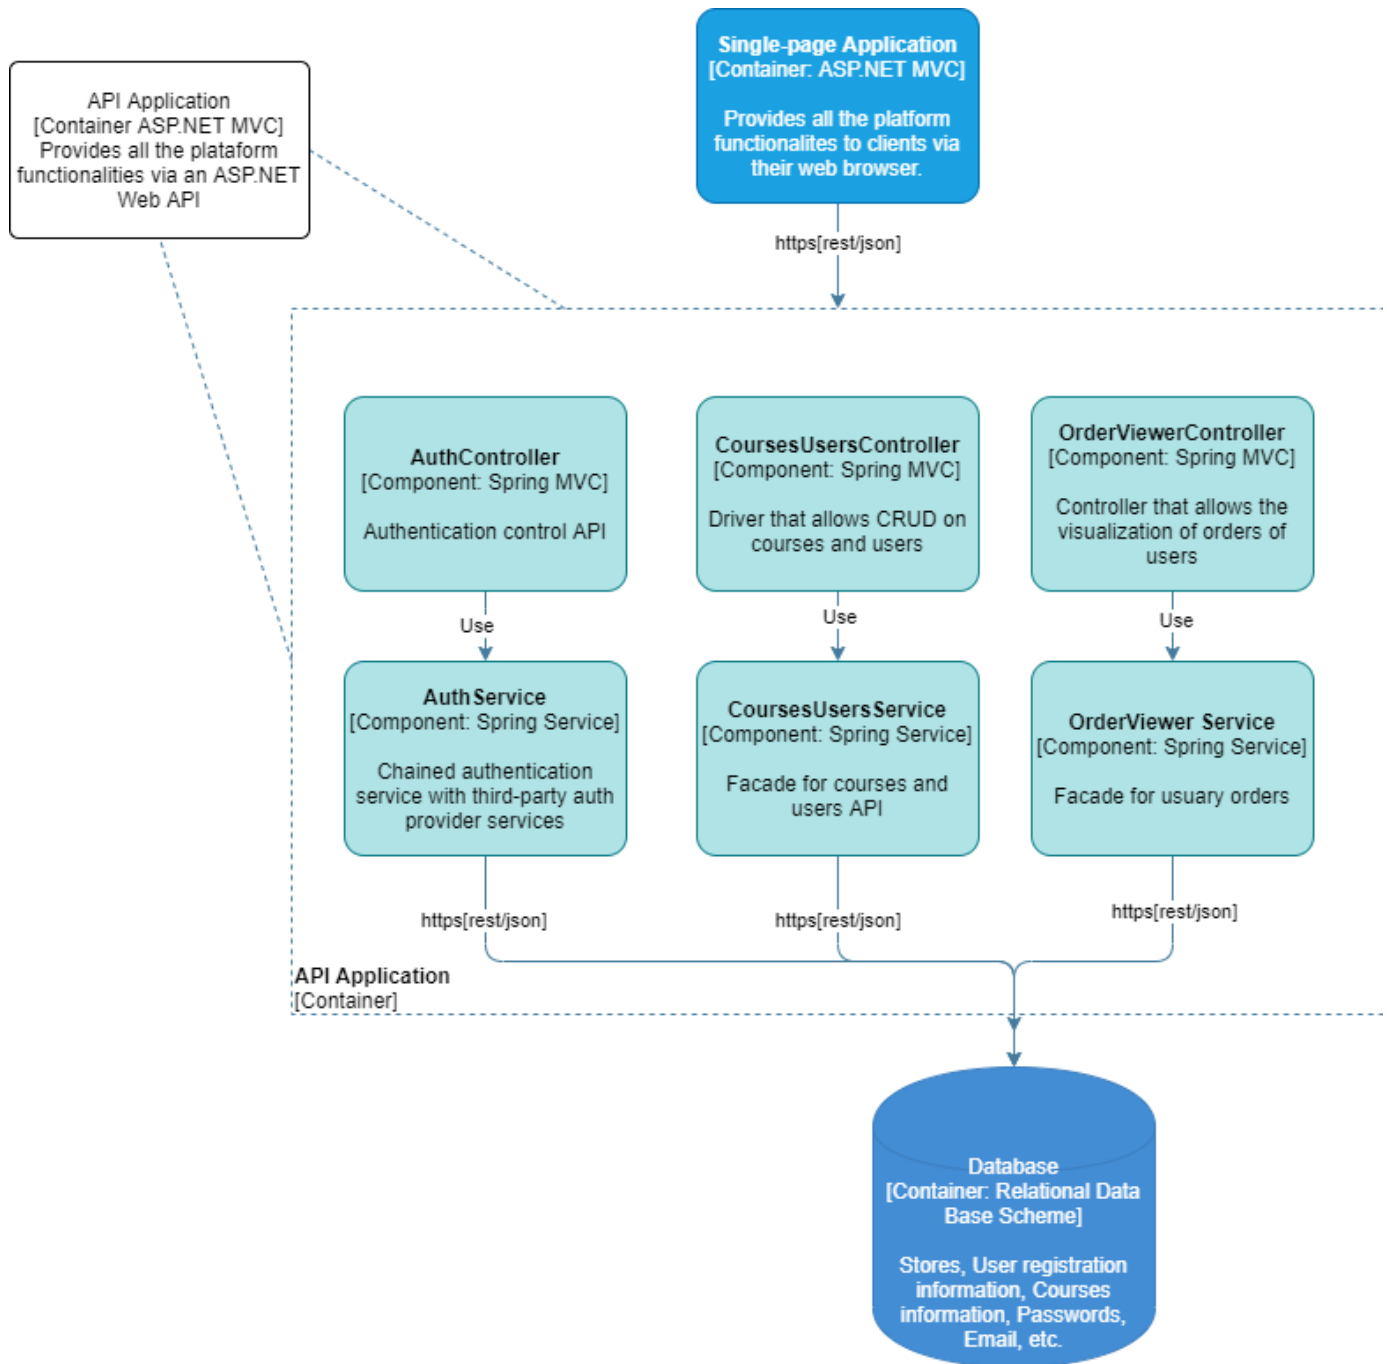 Single-page Application
[Container: ASP.NET MVC]
Provides all the platform
functionalites to clients via
their web browser.
API Application
[Container ASP.NET MVC]
Provides all the plataform
functionalities via an ASP.NET
Web API
https[rest/json]
AuthController
[Component: Spring MVC]
Authentication control API
CoursesUsersController
[Component: Spring MVC]
Driver that allows CRUD on
courses and users
OrderViewerController
[Component: Spring MVC]
Controller that allows the
visualization of orders of
users
Use
Use
Use
AuthService
[Component: Spring Service]
Chained authentication
service with third-party auth
provider services
CoursesUsersService
[Component: Spring Service]
Facade for courses and
users API
OrderViewer Service
[Component: Spring Service]
Facade for usuary orders
https[rest/json]
https[rest/json]
https[rest/json]
API Application
[Container]
Database
[Container: Relational Data
Base Scheme]
Stores, User registration
information, Courses
information, Passwords,
Email, etc.